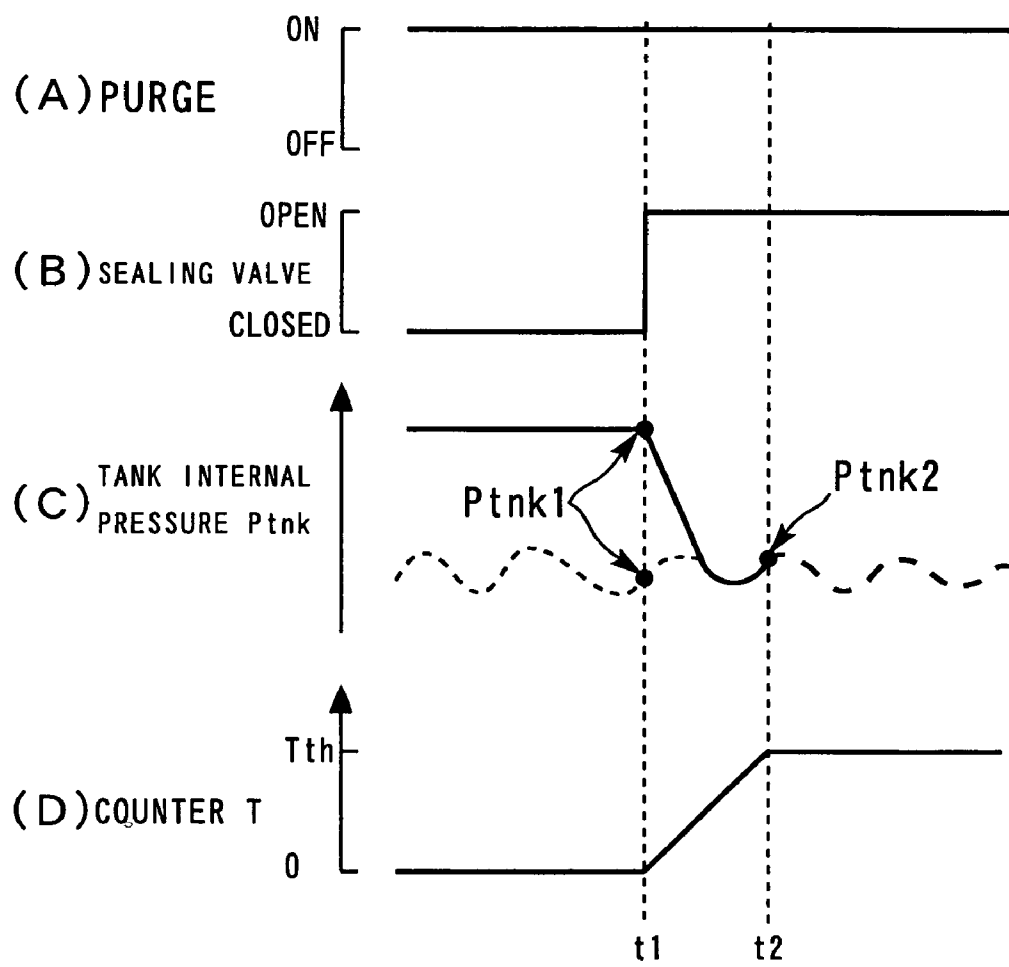 ON
(A) PURGE
OFF
OPEN
(B) SEALING VALVE
CLOSED
(C) TANK INTERNAL
PRESSURE Ptnk
Ptnk1
Ptnk2
Tth
(D) COUNTER T
0
t1
t2